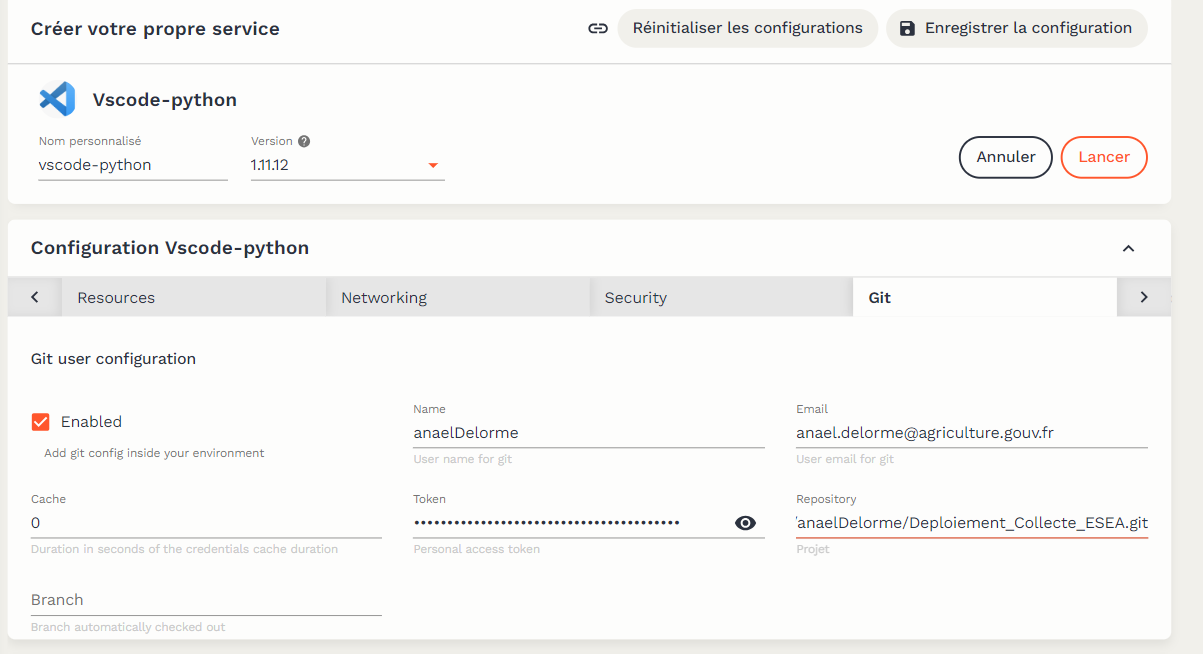 Créer votre propre service
Réinitialiser les configurations
Enregistrer la configuration
Vscode-python
Nom personnalisé
Version
vscode-python
1.11.12
Annuler
Lancer
Configuration Vscode-python
Resources
Networking
Security
Git
Git user configuration
Enabled
Add git config inside your environment
Name
anaelDelorme
User name for git
Email
anael.delorme@agriculture.gouv.fr
User email for git
Cache
0
Duration in seconds of the credentials cache duration
Token
••••••••••••••••••••••••••••••••••••••••
Personal access token
Repository
/anaelDelorme/Deploiement_Collecte_ESEA.git
Projet
Branch
Branch automatically checked out